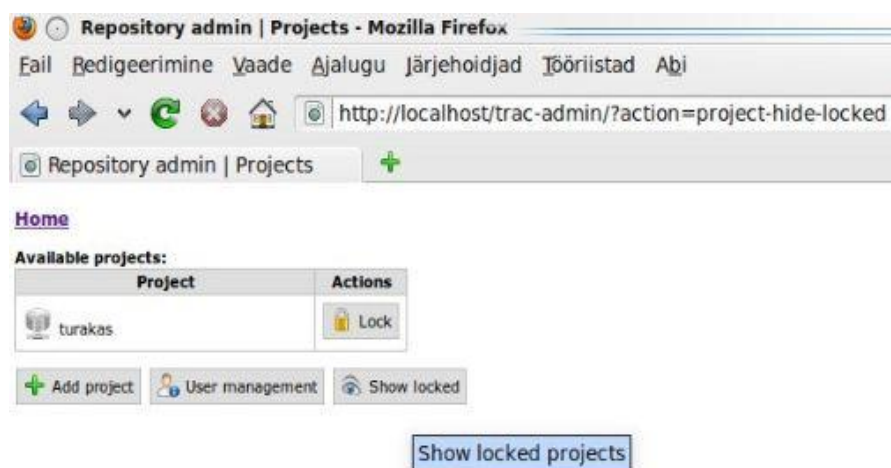 Repository admin | Projects - Mozilla Firefox
Fail Redigeerimine Vaade Ajalugu Järjehoidjad Tööriistad Abi
http://localhost/trac-admin/?action=project-hide-locked
Repository admin | Projects
Home
Available projects:
Project Actions
turakas Lock
Add project User management Show locked
Show locked projects